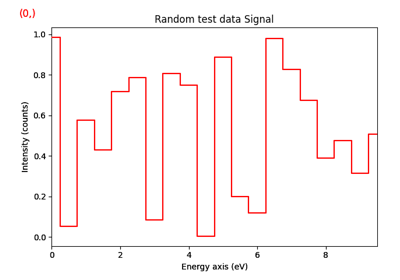 (0,)
Random test data Signal
1.0
0.8
0.6
0.4
0.2
0.0
Intensity (counts)
0 2 4 6 8
Energy axis (eV)